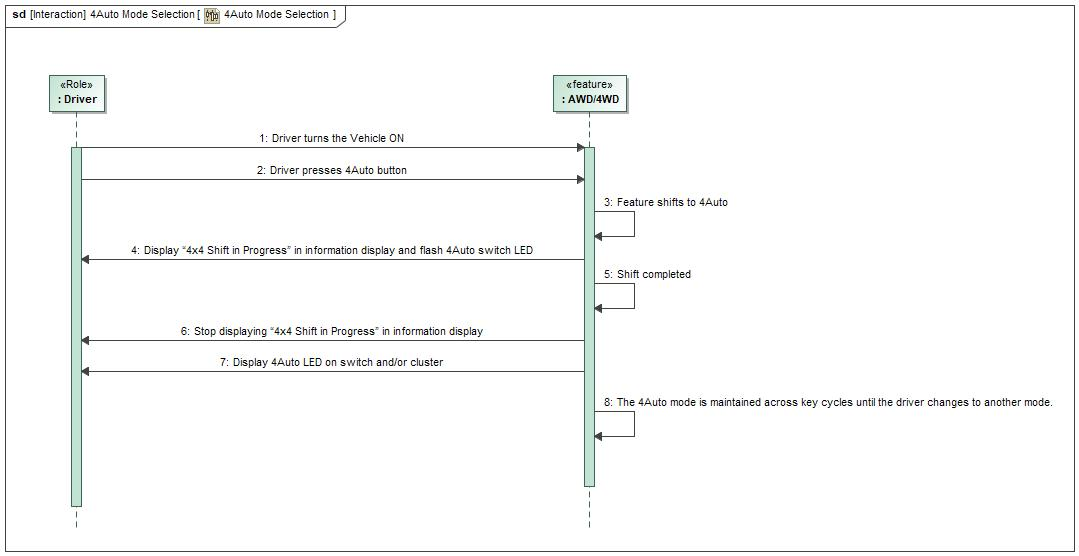 sd [Interaction] 4Auto Mode Selection [ 4Auto Mode Selection ]
«Role»
: Driver
«feature»
: AWD/4WD
1: Driver turns the Vehicle ON
2: Driver presses 4Auto button
3: Feature shifts to 4Auto
4: Display “4x4 Shift in Progress” in information display and flash 4Auto switch LED
5: Shift completed
6: Stop displaying “4x4 Shift in Progress” in information display
7: Display 4Auto LED on switch and/or cluster
8: The 4Auto mode is maintained across key cycles until the driver changes to another mode.